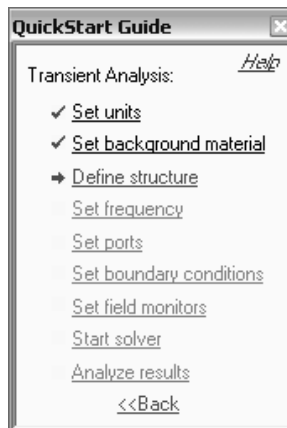 QuickStart Guide
Help
Transient Analysis:
Set units
Set background material
Define structure
Set frequency
Set ports
Set boundary conditions
Set field monitors
Start solver
Analyze results
<<Back